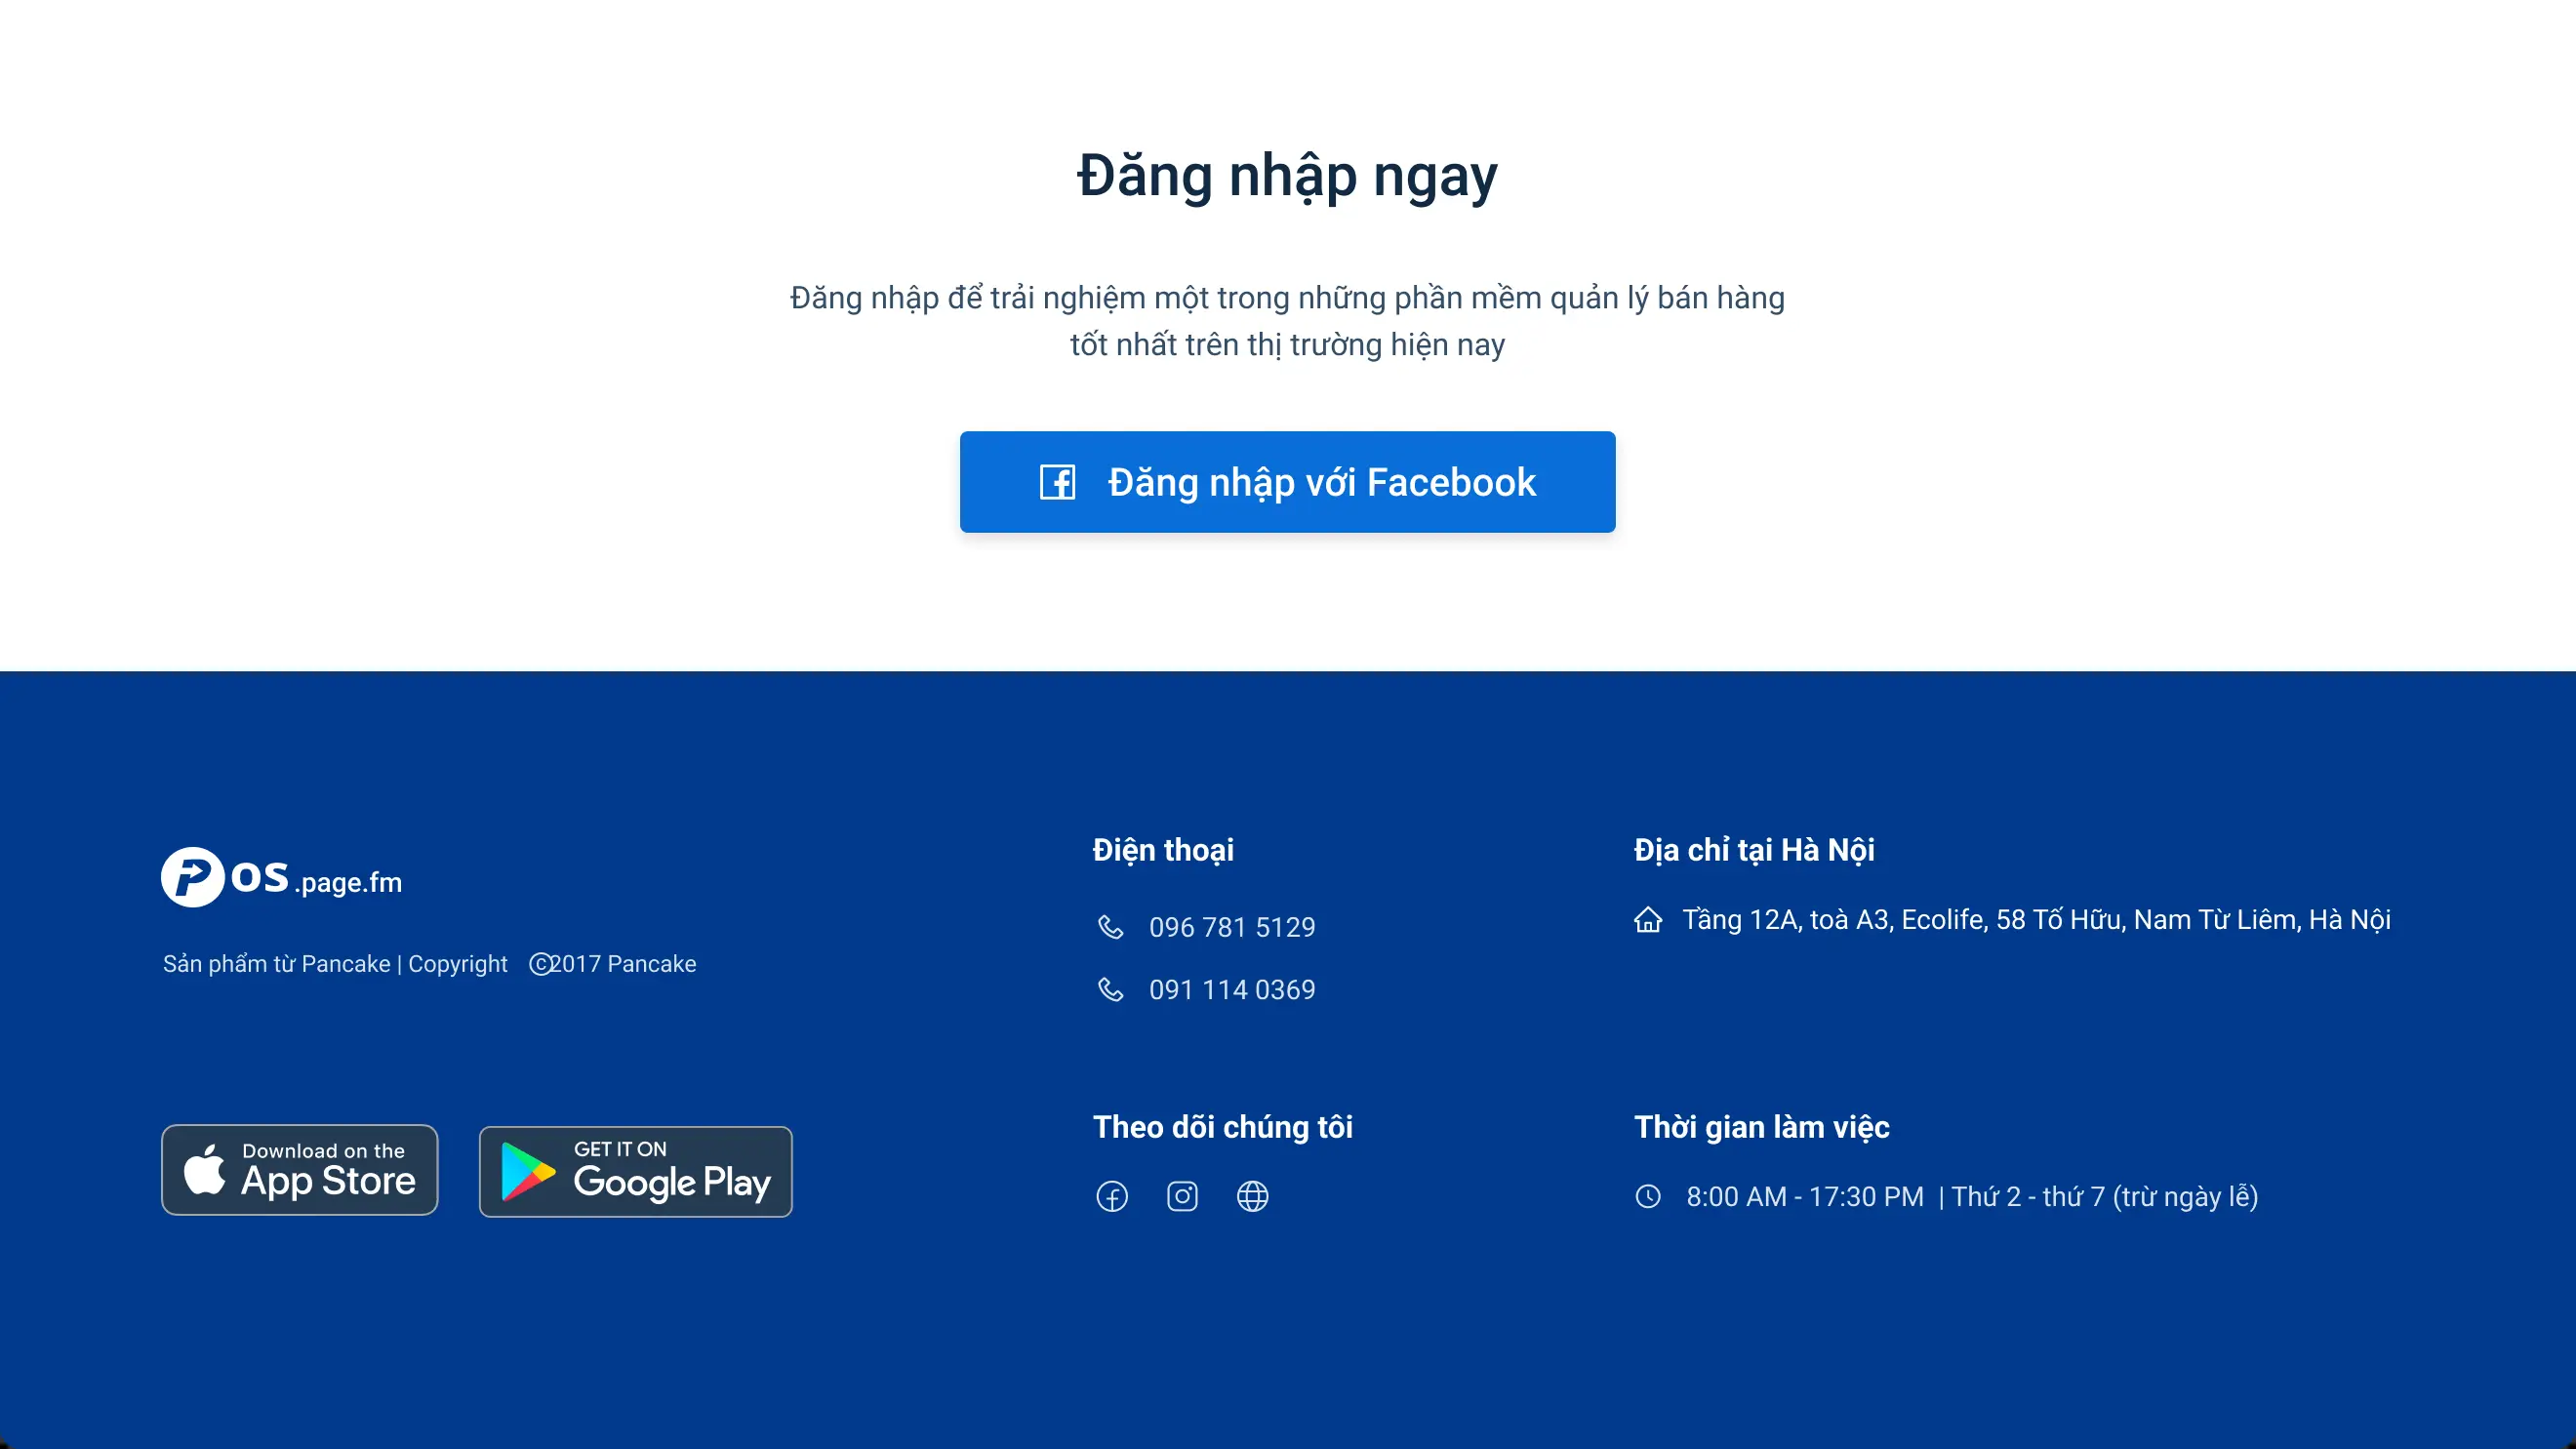 Đăng nhập ngay
Đăng nhập để trải nghiệm một trong những phần mềm quản lý bán hàng
tốt nhất trên thị trường hiện nay
Đăng nhập với Facebook
Pos.page.fm
Sản phẩm từ Pancake | Copyright ©2017 Pancake
Download on the
App Store
GET IT ON
Google Play
Điện thoại
096 781 5129
091 114 0369
Theo dõi chúng tôi
Địa chỉ tại Hà Nội
Tầng 12A, toà A3, Ecolife, 58 Tố Hữu, Nam Từ Liêm, Hà Nội
Thời gian làm việc
8:00 AM - 17:30 PM | Thứ 2 - thứ 7 (trừ ngày lễ)